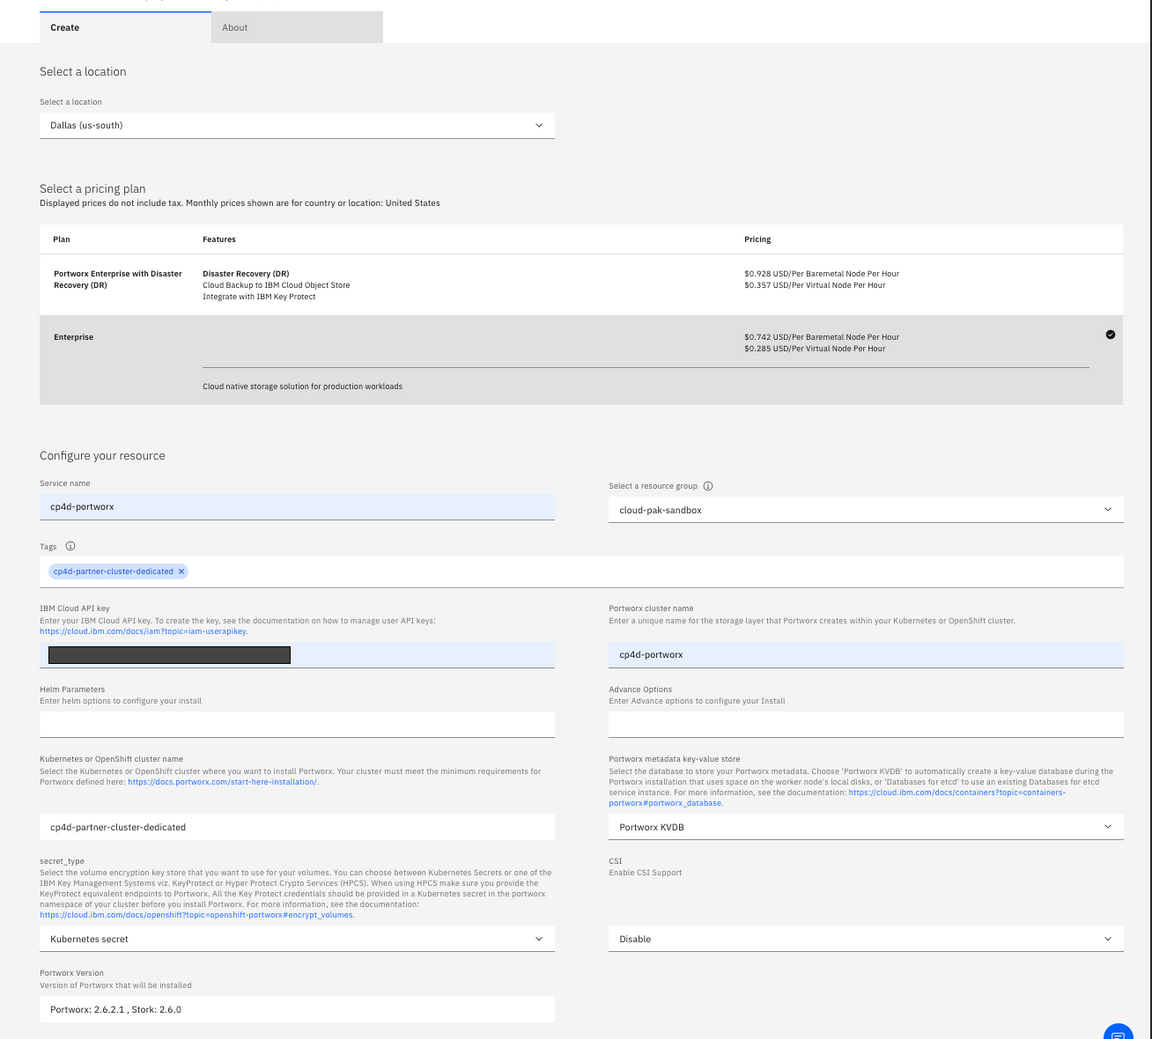 Create
About
Select a location
Select a location
Dallas (us-south)
Select a pricing plan
Displayed prices do not include tax. Monthly prices shown are for country or location: United States
Plan
Features
Pricing
Portworx Enterprise with Disaster
Recovery (DR)
Disaster Recovery (DR)
Cloud Backup to IBM Cloud Object Store
Integrate with IBM Key Protect
$0.928 USD/Per Baremetal Node Per Hour
$0.357 USD/Per Virtual Node Per Hour
Enterprise
$0.742 USD/Per Baremetal Node Per Hour
$0.285 USD/Per Virtual Node Per Hour
Cloud native storage solution for production workloads
Configure your resource
Service name
cp4d-portworx
Select a resource group
cloud-pak-sandbox
Tags
cp4d-partner-cluster-dedicated ×
IBM Cloud API key
Enter your IBM Cloud API key. To create the key, see the documentation on how to manage user API keys:
https://cloud.ibm.com/docs/iam?topic=iam-userapikey.
Portworx cluster name
Enter a unique name for the storage layer that Portworx creates within your Kubernetes or OpenShift cluster.
cp4d-portworx
Helm Parameters
Enter helm options to configure your install
Advance Options
Enter Advance options to configure your Install
Kubernetes or OpenShift cluster name
Select the Kubernetes or OpenShift cluster where you want to install Portworx. Your cluster must meet the minimum requirements for
Portworx defined here: https://docs.portworx.com/start-here-installation/.
cp4d-partner-cluster-dedicated
Portworx metadata key-value store
Select the database to store your Portworx metadata. Choose 'Portworx KVDB' to automatically create a key-value database during the
Portworx installation that uses space on the worker node's local disks, or 'Databases for etcd' to use an existing Databases for etcd
service instance. For more information, see the documentation: https://cloud.ibm.com/docs/containers?topic=containers-
portworx#portworx_database.
Portworx KVDB
secret_type
Select the volume encryption key store that you want to use for your volumes. You can choose between Kubernetes Secrets or one of the
IBM Key Management Systems viz. KeyProtect or Hyper Protect Crypto Services (HPCS). When using HPCS make sure you provide the
KeyProtect equivalent endpoints to Portworx. All the Key Protect credentials should be provided in a Kubernetes secret in the portworx
namespace of your cluster before you install Portworx. For more information, see the documentation:
https://cloud.ibm.com/docs/openshift?topic=openshift-portworx#encrypt_volumes.
Kubernetes secret
CSI
Enable CSI Support
Disable
Portworx Version
Version of Portworx that will be installed
Portworx: 2.6.2.1 , Stork: 2.6.0